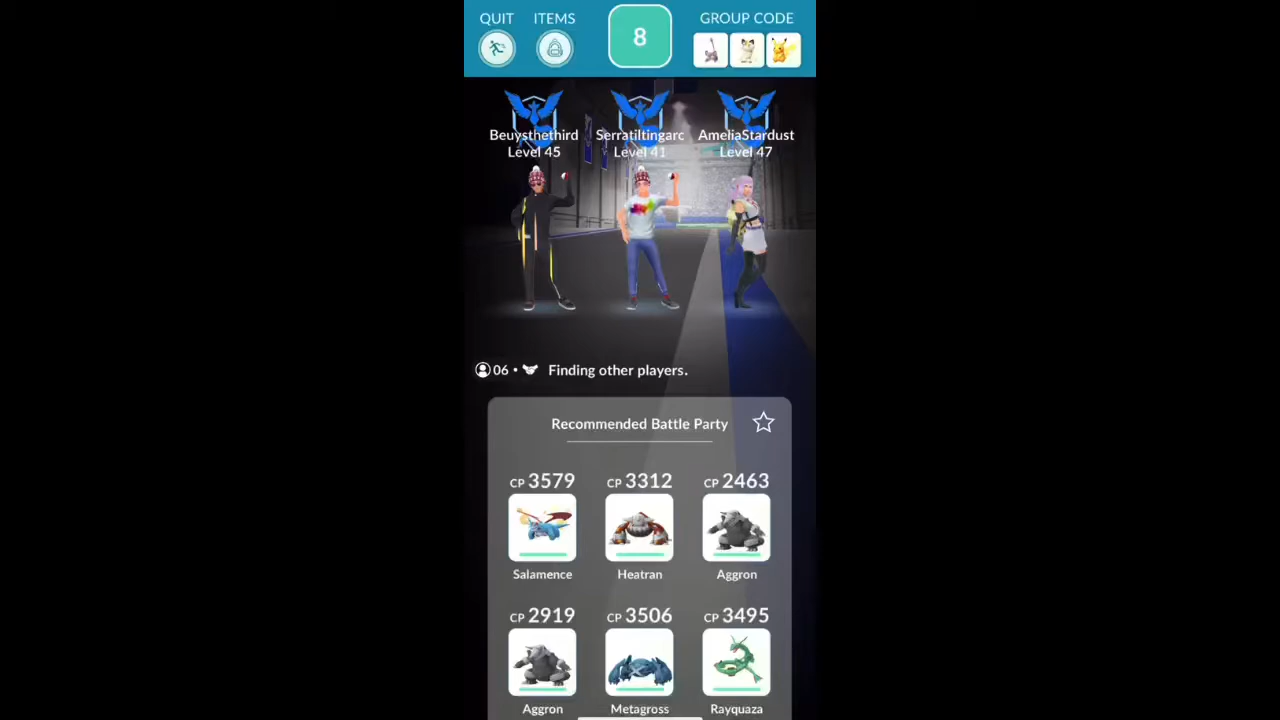 QUIT ITEMS 8 GROUP CODE
Beuysthethird Serratiltingarc AmeliaStardust
Level 45 Level 41 Level 47
06 • Finding other players.
Recommended Battle Party
CP 3579 CP 3312 CP 2463
Salamence Heatran Aggron
CP 2919 CP 3506 CP 3495
Aggron Metagross Rayquaza